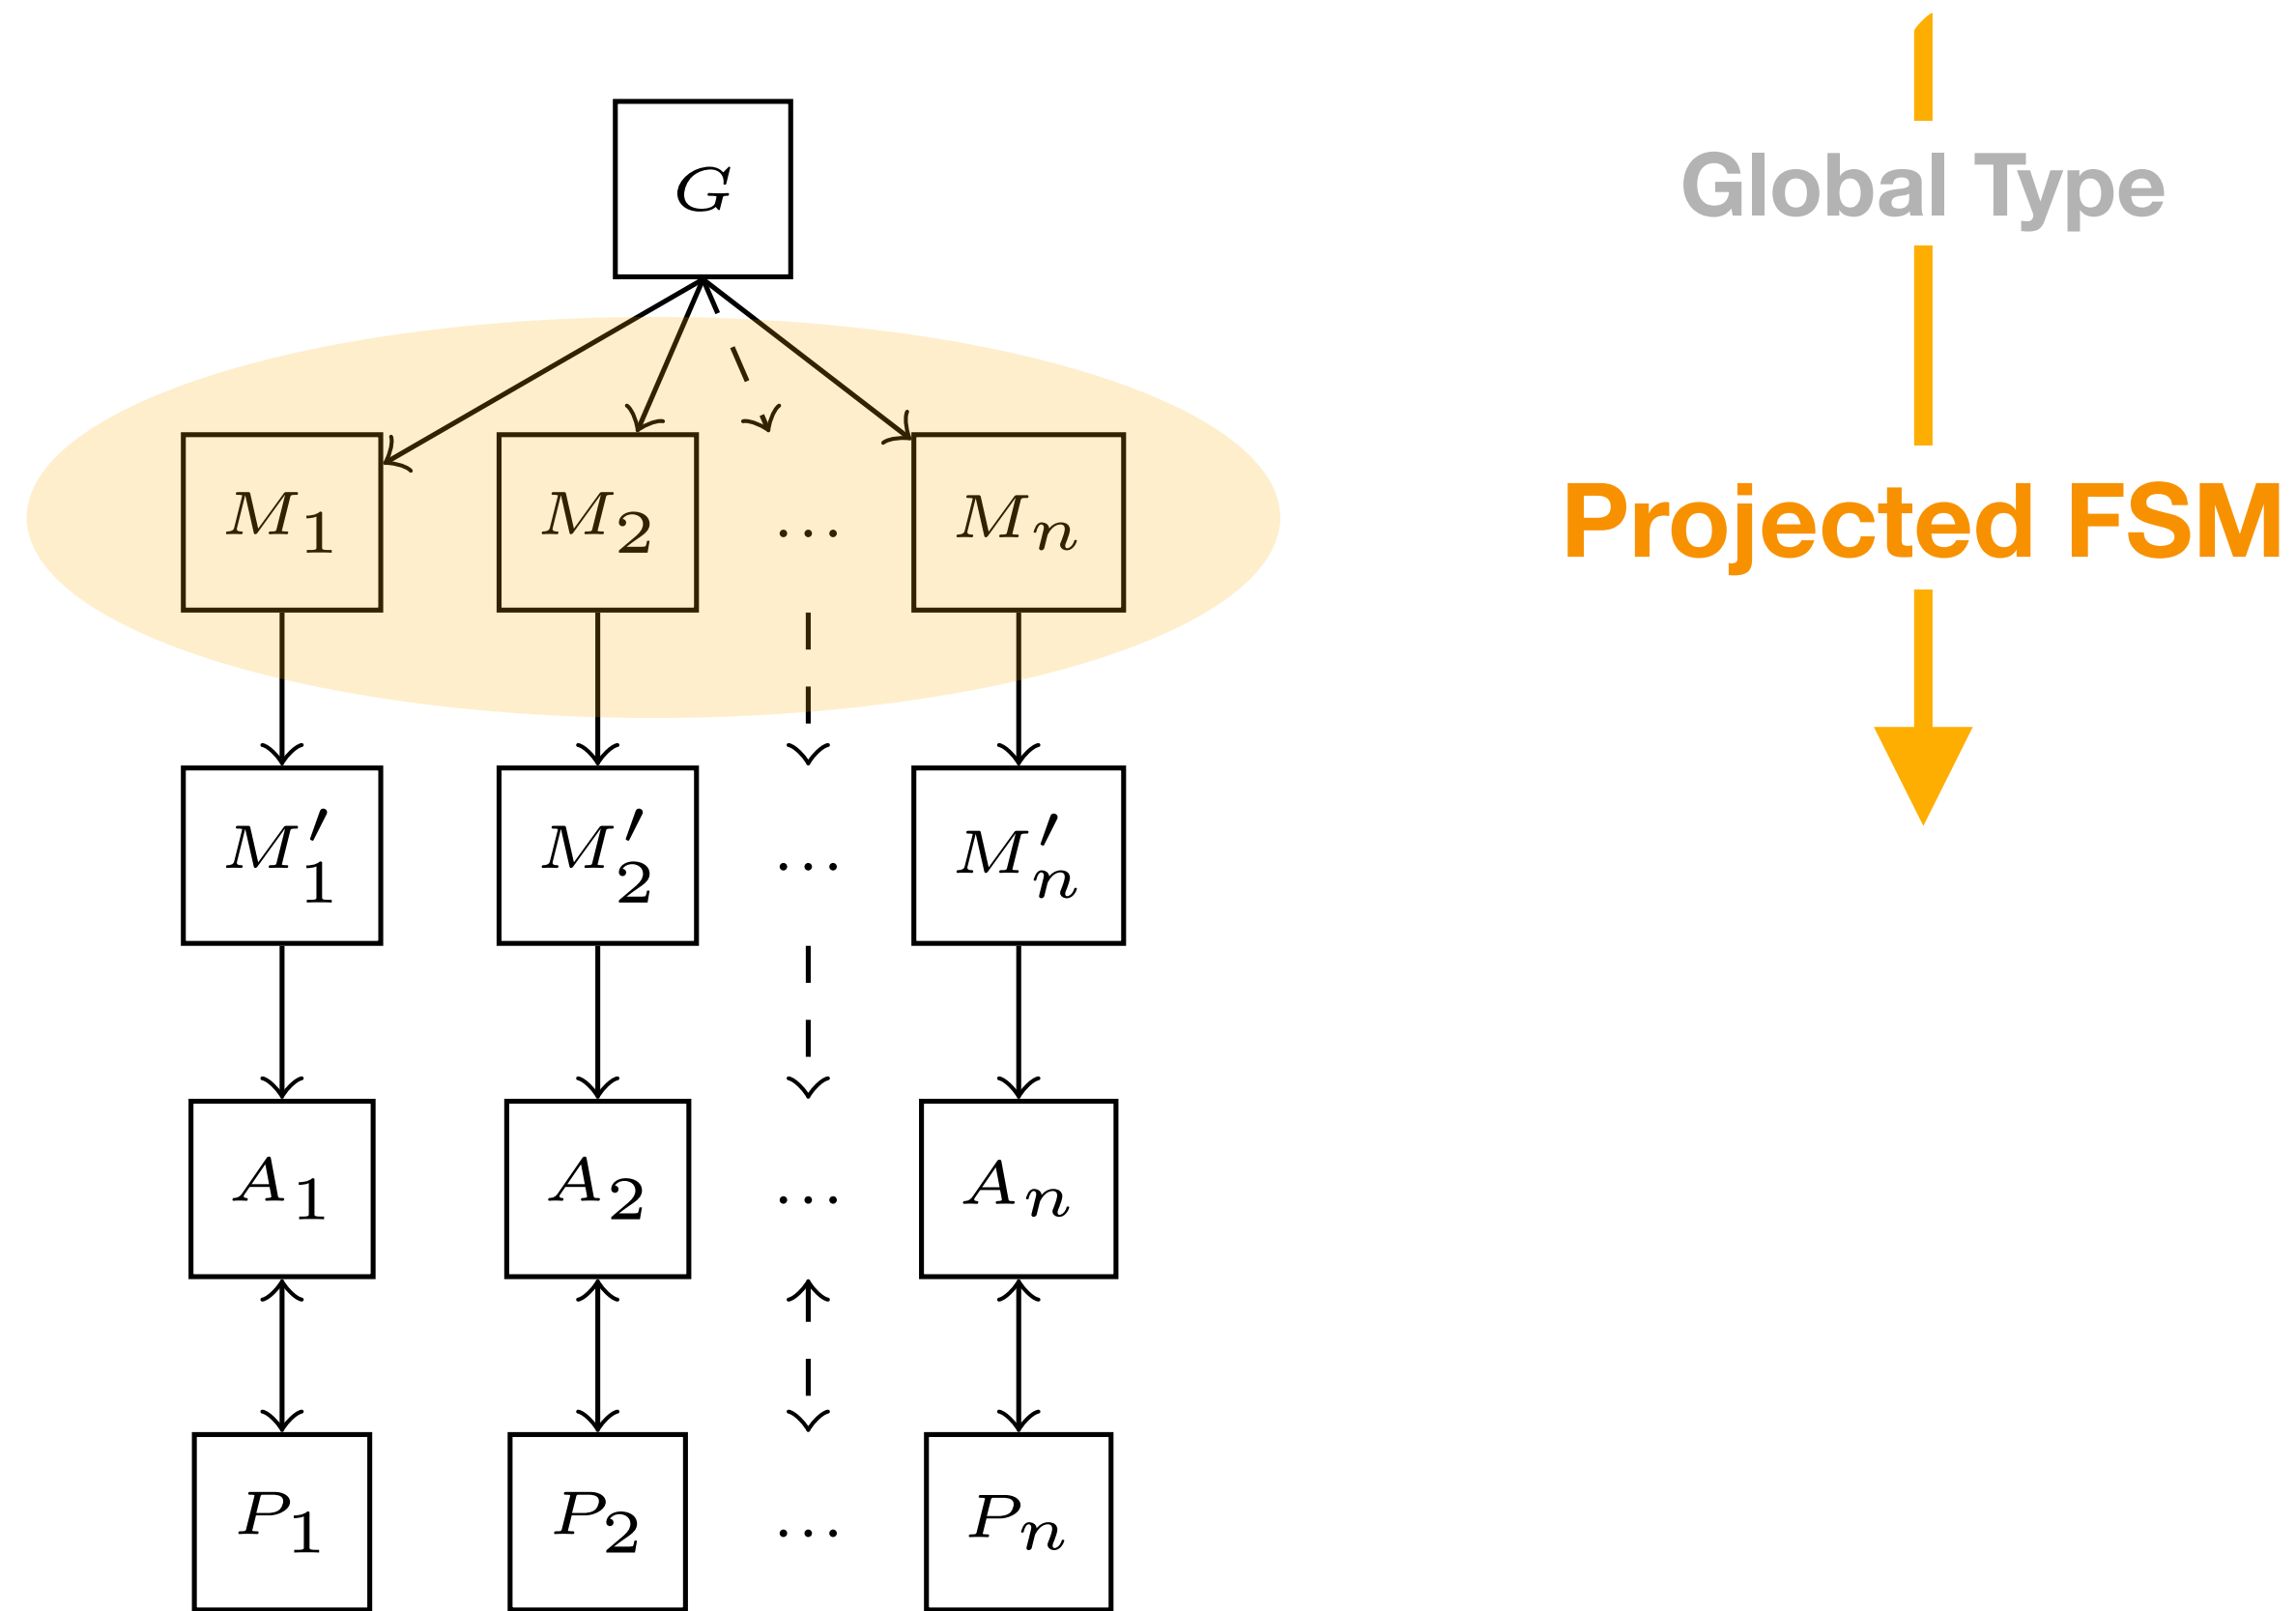 G
Global Type
M₁ M₂ ... Mₙ
Projected FSM
M′₁ M′₂ ... M′ₙ
A₁ A₂ ... Aₙ
P₁ P₂ ... Pₙ